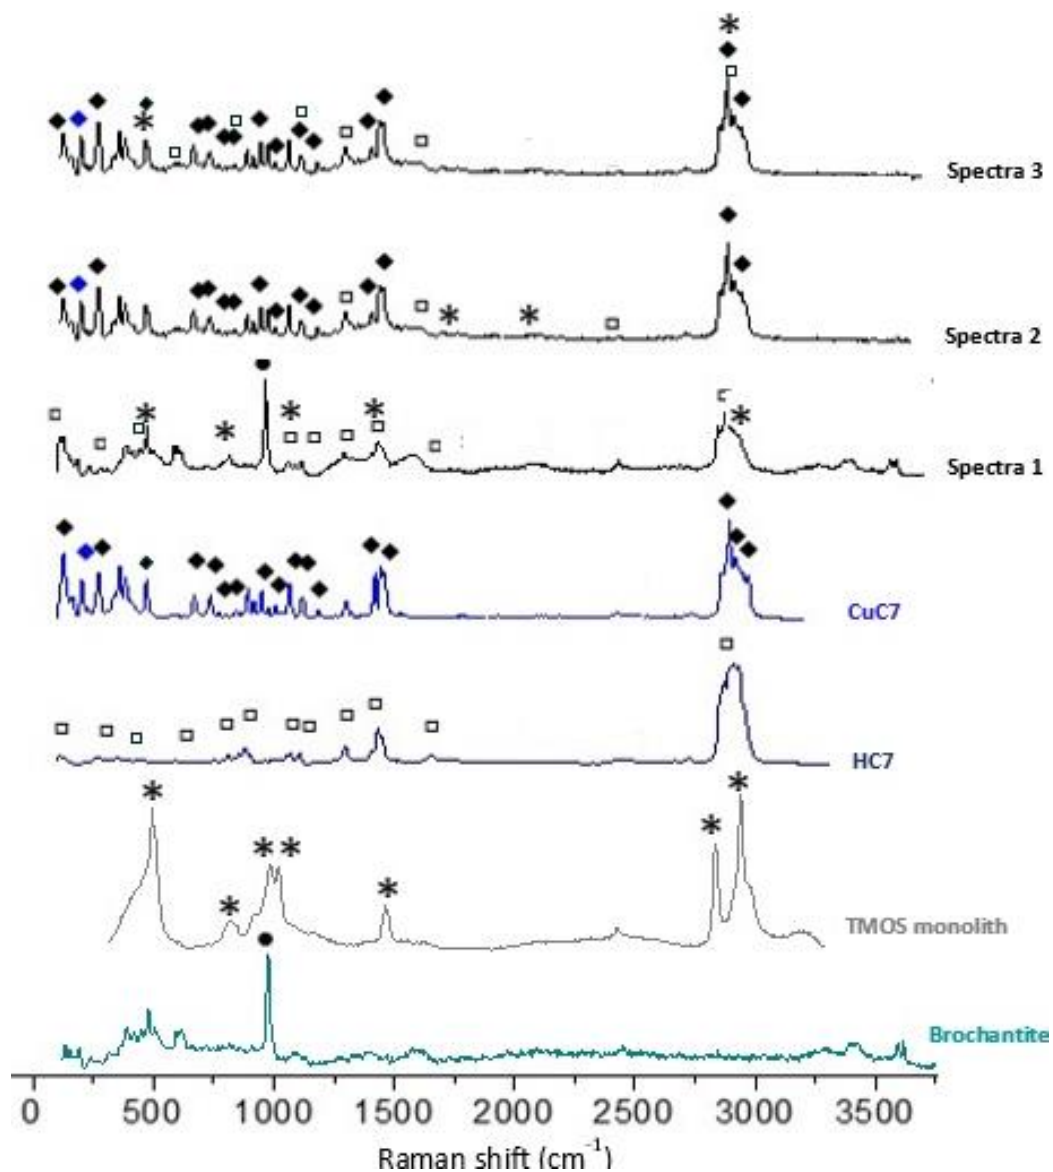 Spectra 3
Spectra 2
Spectra 1
CuC7
HC7
TMOS monolith
Brochantite
0 500 1000 1500 2000 2500 3000 3500
Raman shift (cm⁻¹)